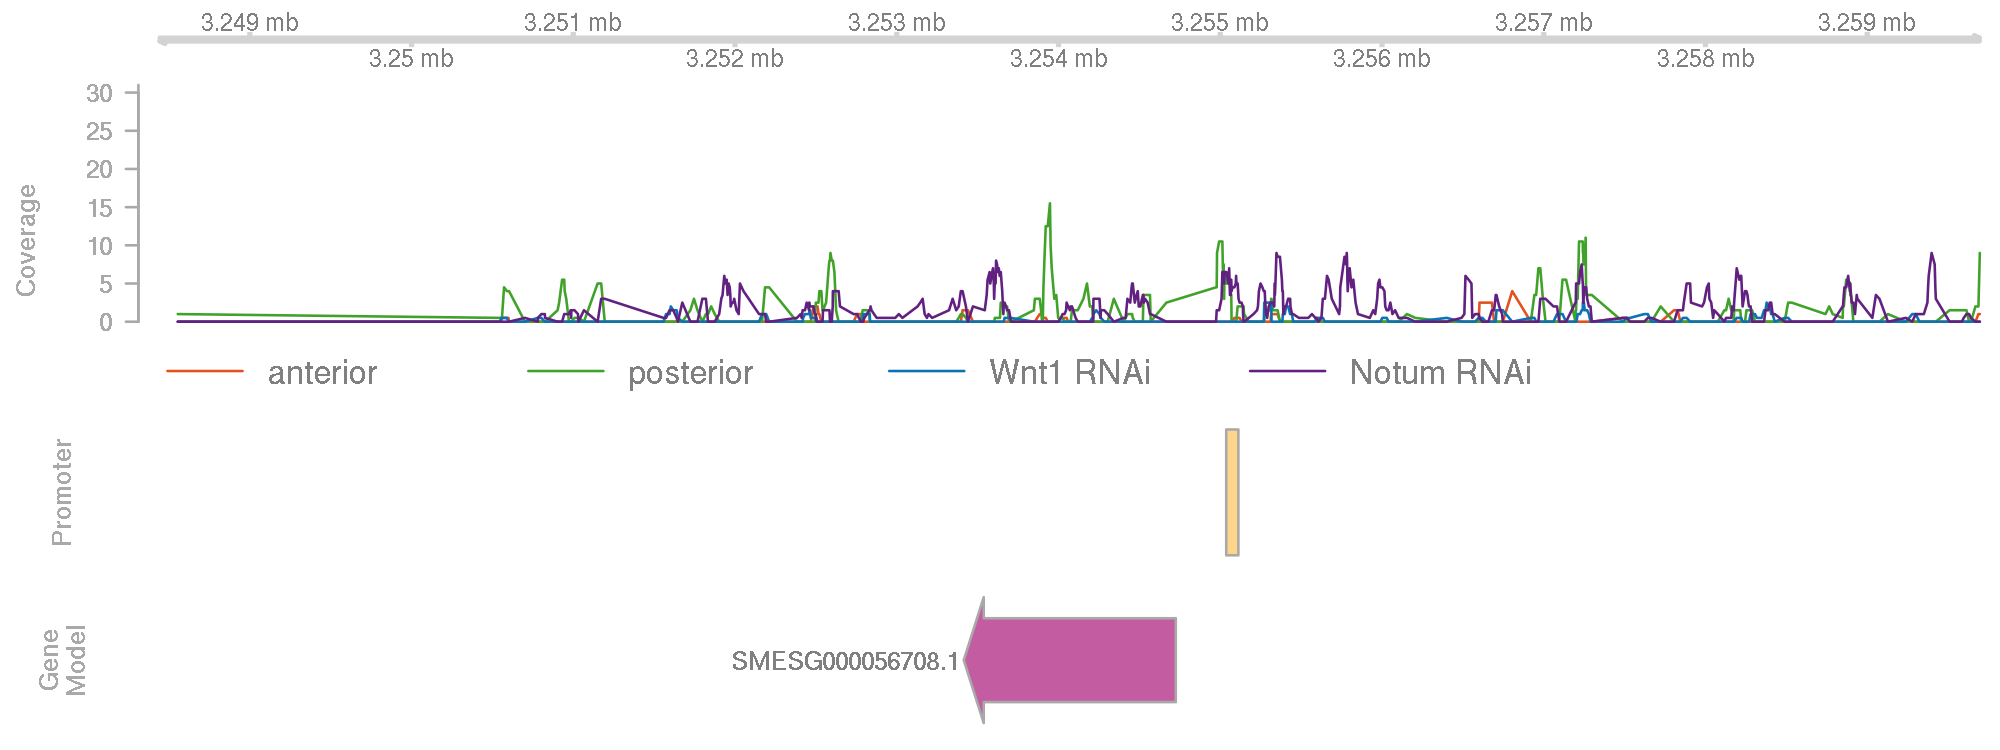 3.249 mb 3.251 mb 3.253 mb 3.255 mb 3.257 mb 3.259 mb
3.25 mb 3.252 mb 3.254 mb 3.256 mb 3.258 mb
30
25
20
15
10
5
0
Coverage
anterior posterior Wnt1 RNAi Notum RNAi
Promoter
Gene
Model
SMESG000056708.1